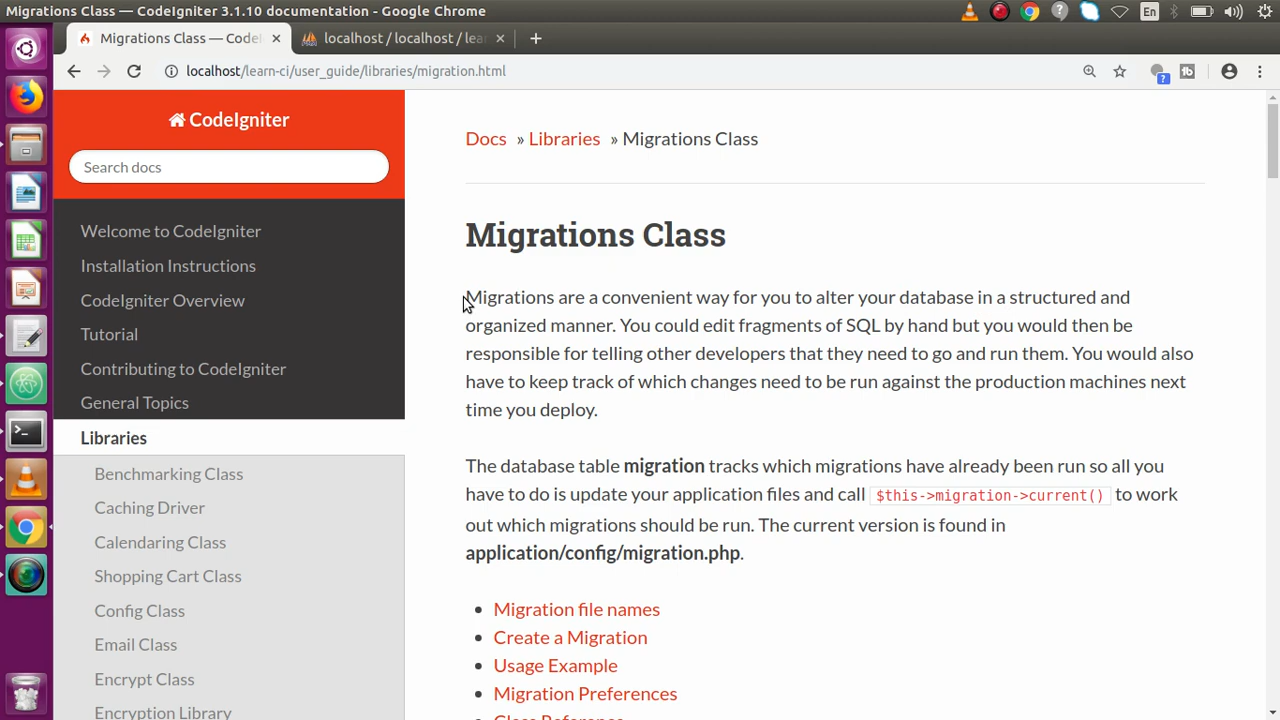 Migrations Class — CodeIgniter 3.1.10 documentation - Google Chrome
En
Migrations Class — CodeI
localhost / localhost / lea
localhost/learn-ci/user_guide/libraries/migration.html
CodeIgniter
Search docs
Welcome to CodeIgniter
Installation Instructions
CodeIgniter Overview
Tutorial
Contributing to CodeIgniter
General Topics
Libraries
Benchmarking Class
Caching Driver
Calendaring Class
Shopping Cart Class
Config Class
Email Class
Encrypt Class
Encryption Library
Docs » Libraries » Migrations Class
Migrations Class
Migrations are a convenient way for you to alter your database in a structured and
organized manner. You could edit fragments of SQL by hand but you would then be
responsible for telling other developers that they need to go and run them. You would also
have to keep track of which changes need to be run against the production machines next
time you deploy.
The database table migration tracks which migrations have already been run so all you
have to do is update your application files and call $this->migration->current() to work
out which migrations should be run. The current version is found in
application/config/migration.php.
Migration file names
Create a Migration
Usage Example
Migration Preferences
Class Reference